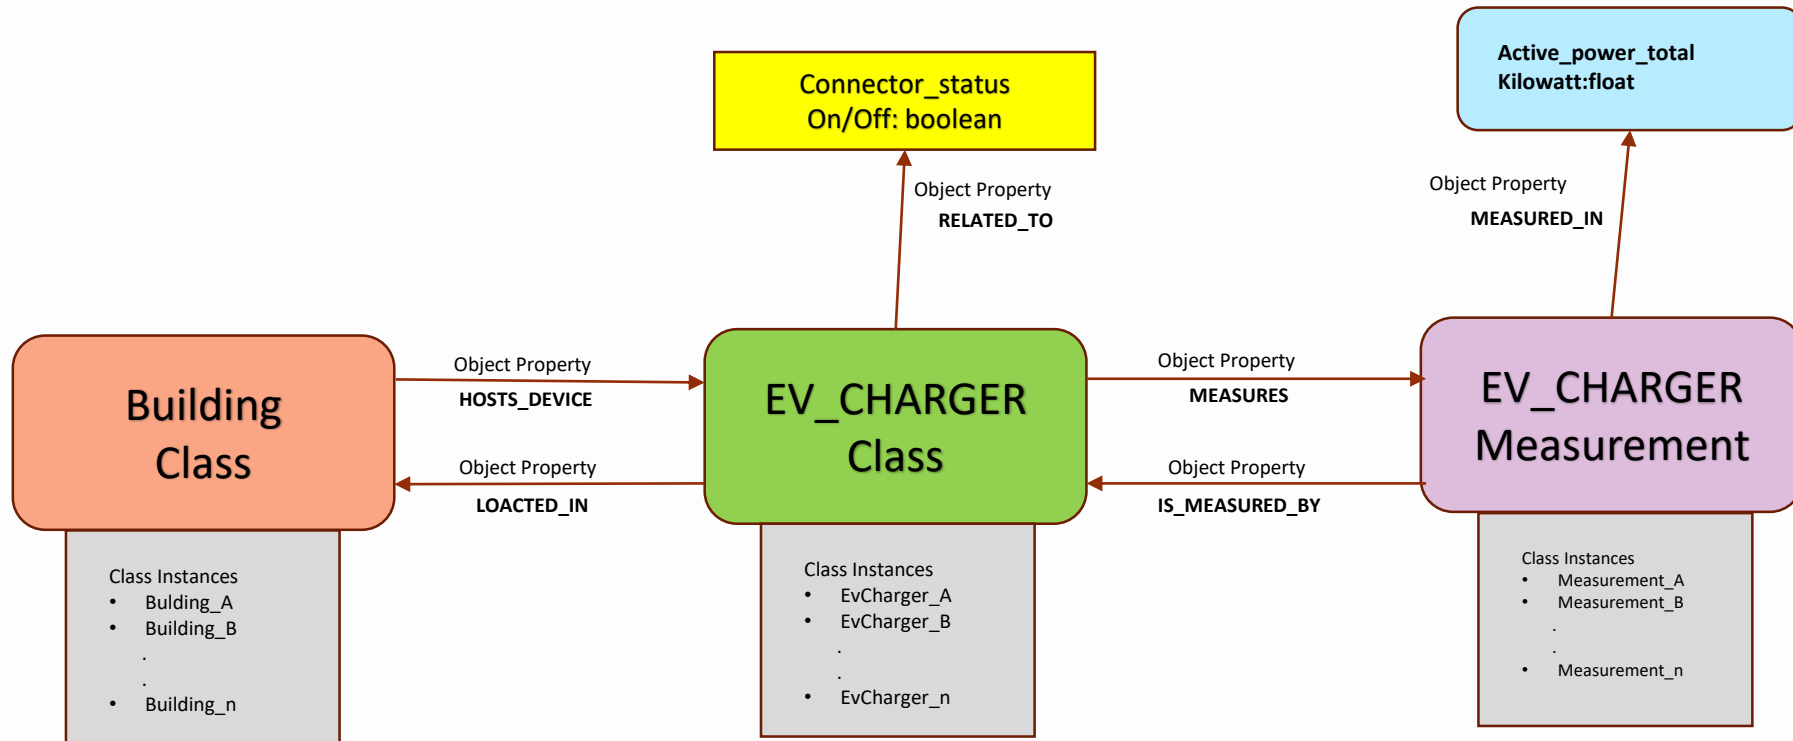 Connector_status
On/Off: boolean
Active_power_total
Kilowatt:float
Object Property
RELATED_TO
Object Property
MEASURED_IN
Building
Class
Object Property
HOSTS_DEVICE
Object Property
LOACTED_IN
EV_CHARGER
Class
Object Property
MEASURES
Object Property
IS_MEASURED_BY
EV_CHARGER
Measurement
Class Instances
• Bulding_A
• Building_B
.
.
• Building_n
Class Instances
• EvCharger_A
• EvCharger_B
.
.
• EvCharger_n
Class Instances
• Measurement_A
• Measurement_B
.
.
• Measurement_n